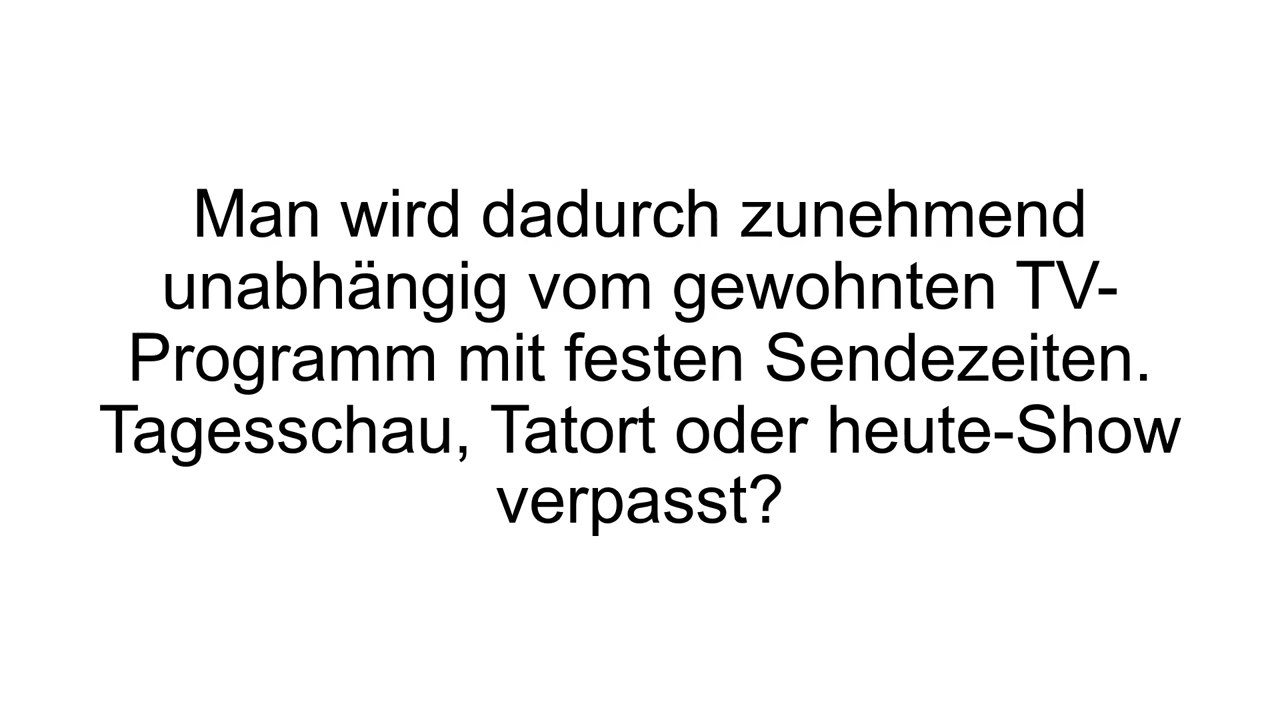 Man wird dadurch zunehmend
unabhängig vom gewohnten TV-
Programm mit festen Sendezeiten.
Tagesschau, Tatort oder heute-Show
verpasst?